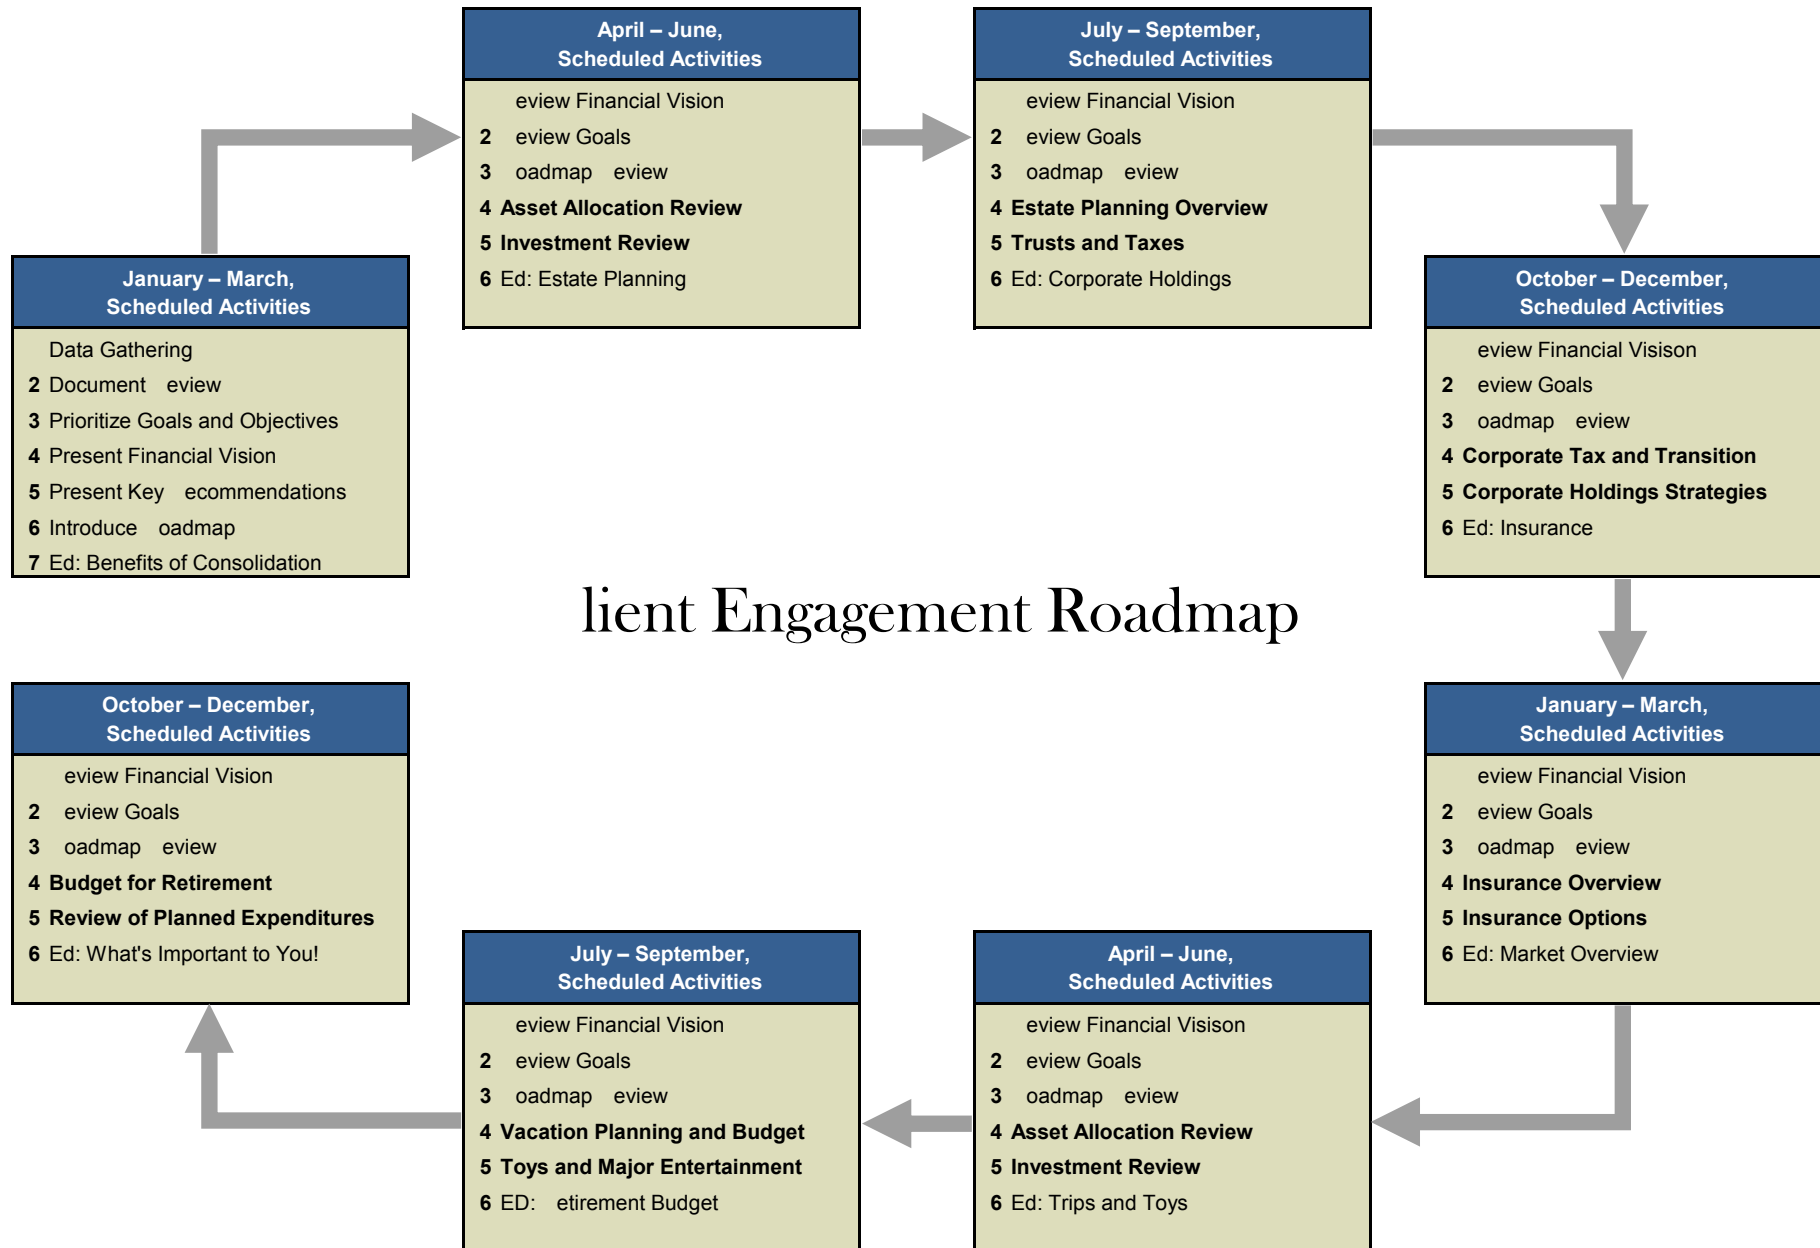 April – June,
Scheduled Activities
eview Financial Vision
2 eview Goals
3 oadmap eview
4 Asset Allocation Review
5 Investment Review
6 Ed: Estate Planning
July – September,
Scheduled Activities
eview Financial Vision
2 eview Goals
3 oadmap eview
4 Estate Planning Overview
5 Trusts and Taxes
6 Ed: Corporate Holdings
January – March,
Scheduled Activities
Data Gathering
2 Document eview
3 Prioritize Goals and Objectives
4 Present Financial Vision
5 Present Key ecommendations
6 Introduce oadmap
7 Ed: Benefits of Consolidation
October – December,
Scheduled Activities
eview Financial Visison
2 eview Goals
3 oadmap eview
4 Corporate Tax and Transition
5 Corporate Holdings Strategies
6 Ed: Insurance
lient Engagement Roadmap
October – December,
Scheduled Activities
eview Financial Vision
2 eview Goals
3 oadmap eview
4 Budget for Retirement
5 Review of Planned Expenditures
6 Ed: What's Important to You!
January – March,
Scheduled Activities
eview Financial Vision
2 eview Goals
3 oadmap eview
4 Insurance Overview
5 Insurance Options
6 Ed: Market Overview
July – September,
Scheduled Activities
eview Financial Vision
2 eview Goals
3 oadmap eview
4 Vacation Planning and Budget
5 Toys and Major Entertainment
6 ED: etirement Budget
April – June,
Scheduled Activities
eview Financial Visison
2 eview Goals
3 oadmap eview
4 Asset Allocation Review
5 Investment Review
6 Ed: Trips and Toys